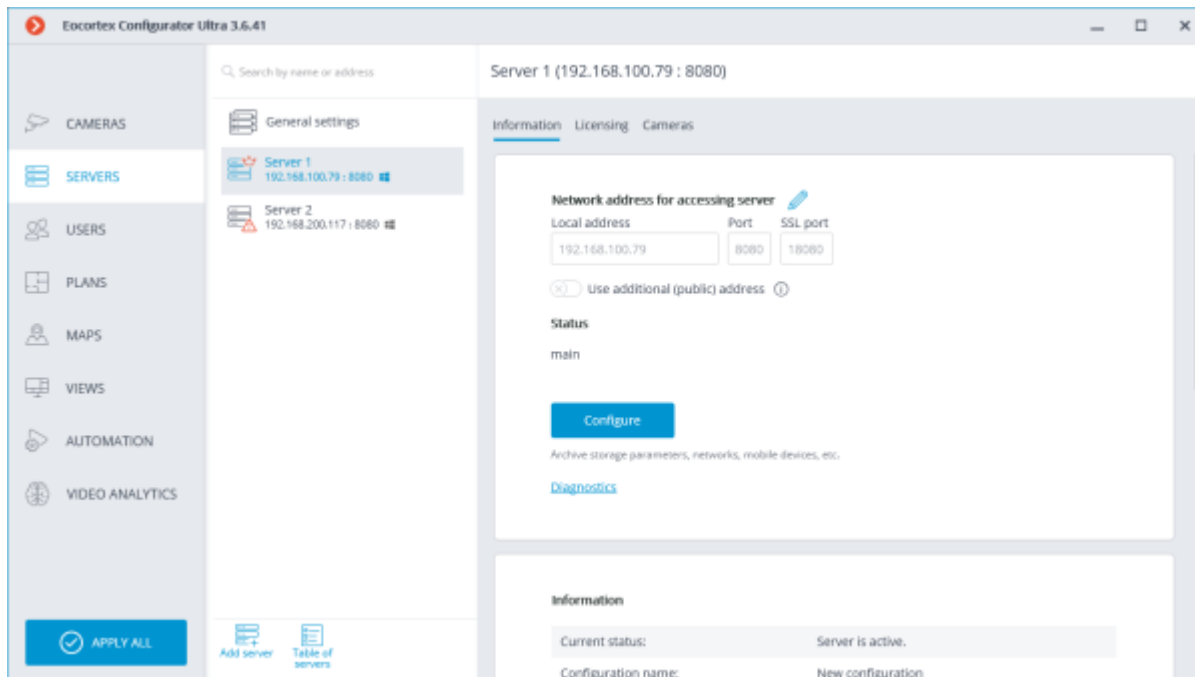 Eocortex Configurator Ultra 3.6.41
Search by name or address
Server 1 (192.168.100.79 : 8080)
CAMERAS
SERVERS
USERS
PLANS
MAPS
VIEWS
AUTOMATION
VIDEO ANALYTICS
APPLY ALL
General settings
Server 1
192.168.100.79 : 8080
Server 2
192.168.200.117 : 8080
Add server
Table of
servers
Information Licensing Cameras
Network address for accessing server
Local address Port SSL port
192.168.100.79 8080 18080
Use additional (public) address
Status
main
Configure
Archive storage parameters, networks, mobile devices, etc.
Diagnostics
Information
Current status: Server is active.
Configuration name: New configuration